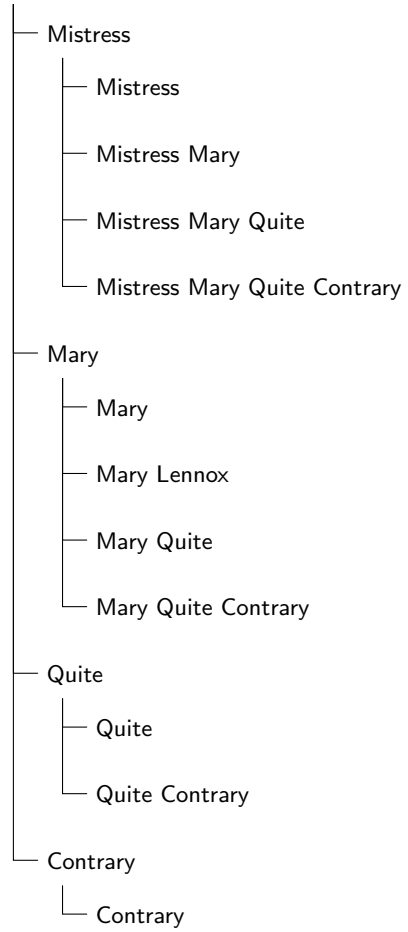 Mistress
Mistress
Mistress Mary
Mistress Mary Quite
Mistress Mary Quite Contrary
Mary
Mary
Mary Lennox
Mary Quite
Mary Quite Contrary
Quite
Quite
Quite Contrary
Contrary
Contrary